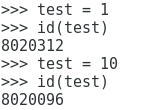 >>> test = 1
>>> id(test)
8020312
>>> test = 10
>>> id(test)
8020096